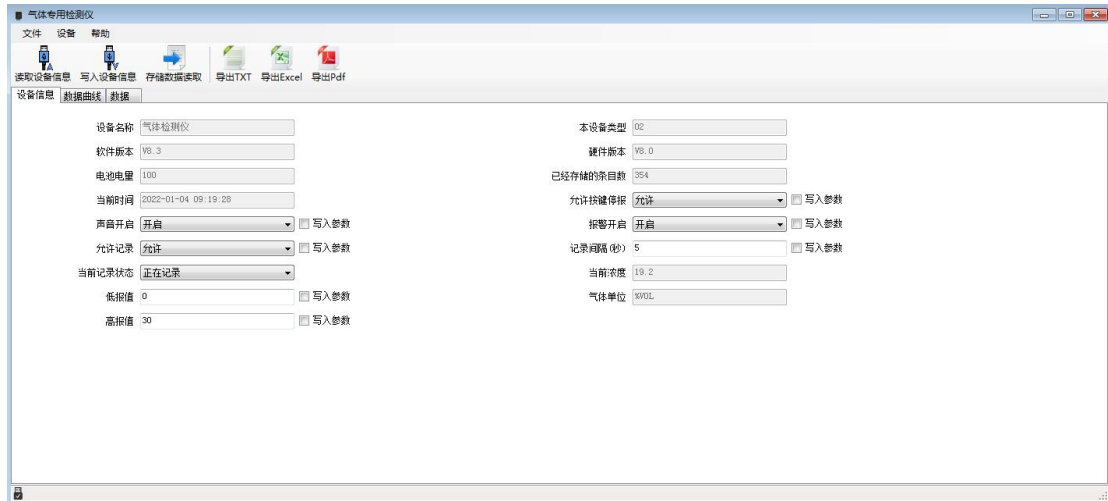 气体专用检测仪
文件 设备 帮助
读取设备信息 写入设备信息 存储数据读取 导出TXT 导出Excel 导出Pdf
设备信息 数据曲线 数据
设备名称 气体检测仪 本设备类型 02
软件版本 V8.3 硬件版本 V8.0
电池电量 100 已经存储的条目数 354
当前时间 2022-01-04 09:19:28 允许按键停报 允许 写入参数
声音开启 开启 写入参数 报警开启 开启 写入参数
允许记录 允许 写入参数 记录间隔(秒) 5 写入参数
当前记录状态 正在记录 当前浓度 19.2
低报值 0 写入参数 气体单位 %VOL
高报值 30 写入参数